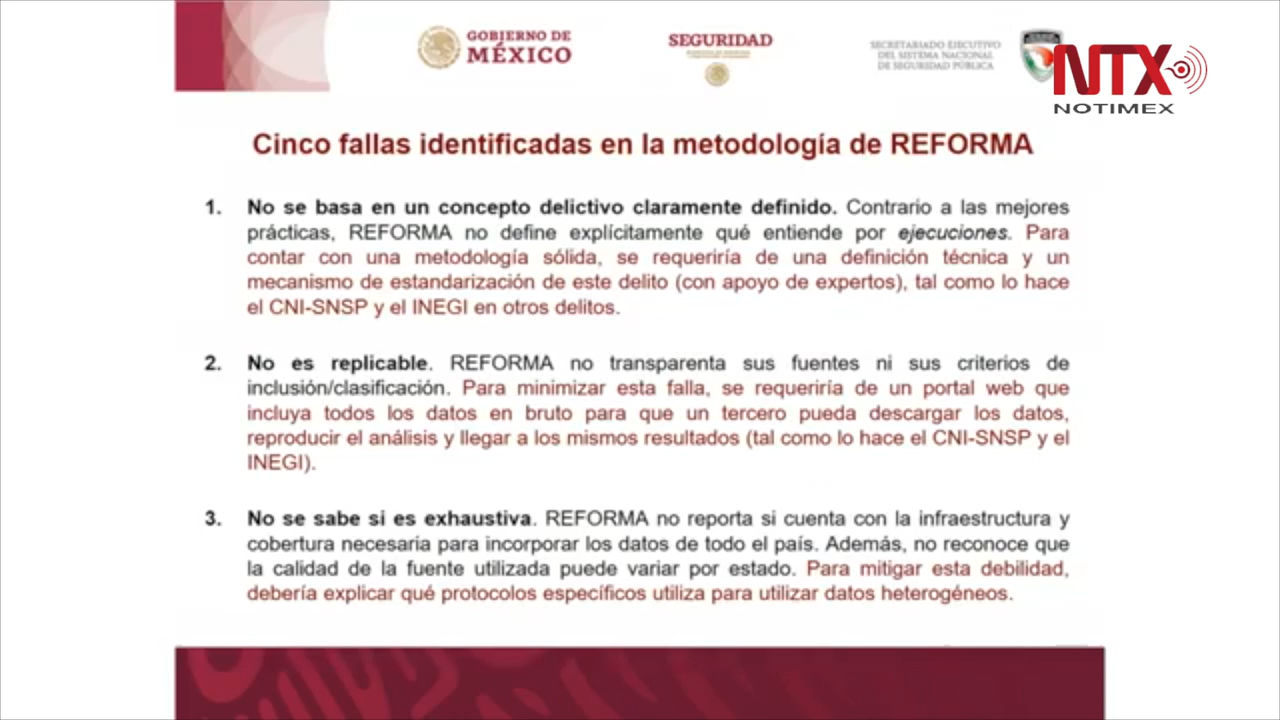 GOBIERNO DE
MÉXICO
SEGURIDAD
SECRETARIADO EJECUTIVO
DEL SISTEMA NACIONAL
DE SEGURIDAD PÚBLICA
NTX
NOTIMEX
Cinco fallas identificadas en la metodología de REFORMA
1. No se basa en un concepto delictivo claramente definido. Contrario a las mejores
prácticas, REFORMA no define explícitamente qué entiende por ejecuciones. Para
contar con una metodología sólida, se requeriría de una definición técnica y un
mecanismo de estandarización de este delito (con apoyo de expertos), tal como lo hace
el CNI-SNSP y el INEGI en otros delitos.
2. No es replicable. REFORMA no transparenta sus fuentes ni sus criterios de
inclusión/clasificación. Para minimizar esta falla, se requeriría de un portal web que
incluya todos los datos en bruto para que un tercero pueda descargar los datos,
reproducir el análisis y llegar a los mismos resultados (tal como lo hace el CNI-SNSP y el
INEGI).
3. No se sabe si es exhaustiva. REFORMA no reporta si cuenta con la infraestructura y
cobertura necesaria para incorporar los datos de todo el país. Además, no reconoce que
la calidad de la fuente utilizada puede variar por estado. Para mitigar esta debilidad,
debería explicar qué protocolos específicos utiliza para utilizar datos heterogéneos.